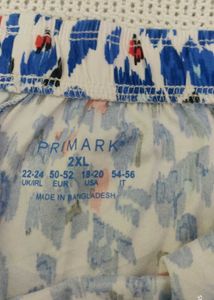 PRIMARK
2XL
22-24 50-52 18-20 54-56
UK/IRL EUR USA IT
MADE IN BANGLADESH